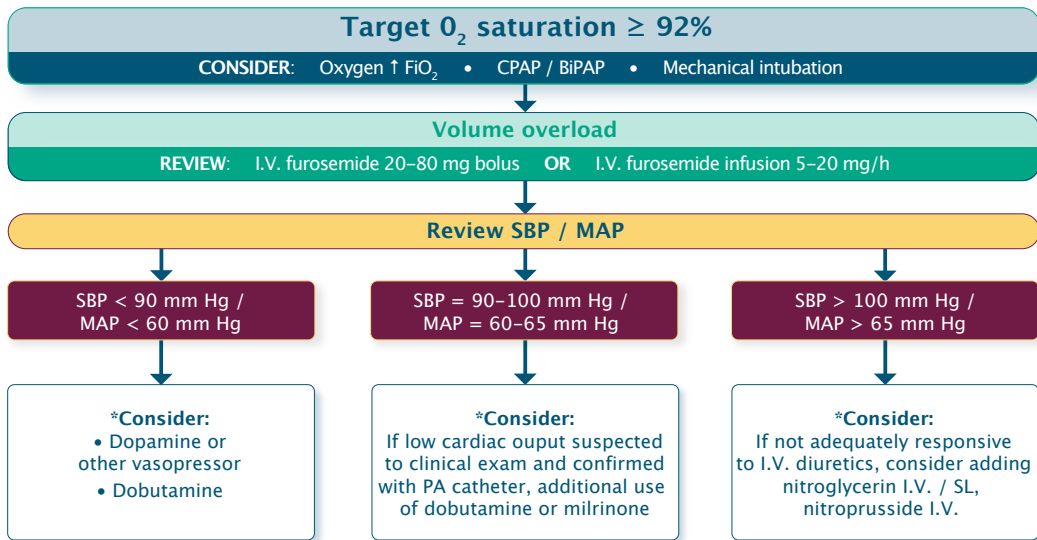 Target O₂ saturation ≥ 92%
CONSIDER: Oxygen ↑ FiO₂ • CPAP / BiPAP • Mechanical intubation
Volume overload
REVIEW: I.V. furosemide 20–80 mg bolus OR I.V. furosemide infusion 5–20 mg/h
Review SBP / MAP
SBP < 90 mm Hg /
MAP < 60 mm Hg
SBP = 90–100 mm Hg /
MAP = 60–65 mm Hg
SBP > 100 mm Hg /
MAP > 65 mm Hg
*Consider:
• Dopamine or
other vasopressor
• Dobutamine
*Consider:
If low cardiac ouput suspected
to clinical exam and confirmed
with PA catheter, additional use
of dobutamine or milrinone
*Consider:
If not adequately responsive
to I.V. diuretics, consider adding
nitroglycerin I.V. / SL,
nitroprusside I.V.